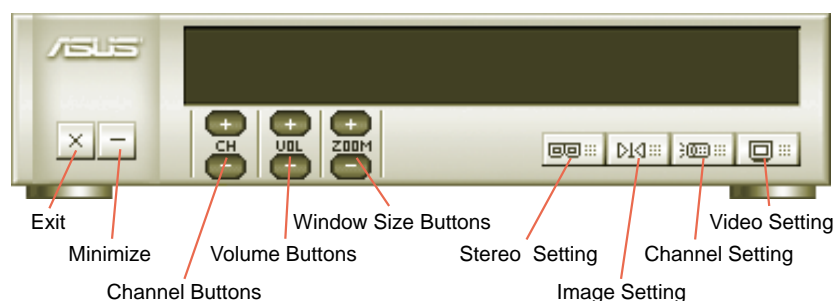 ASUS
CH VOL ZOOM
Exit
Window Size Buttons
Video Setting
Minimize
Volume Buttons
Stereo Setting
Channel Setting
Channel Buttons
Image Setting